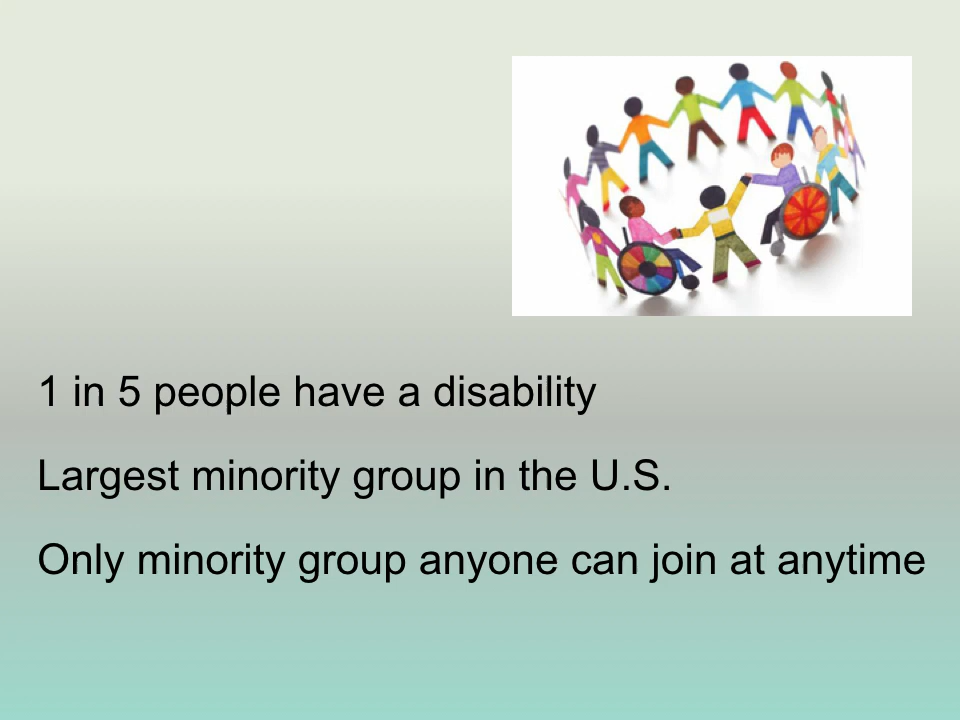 1 in 5 people have a disability
Largest minority group in the U.S.
Only minority group anyone can join at anytime